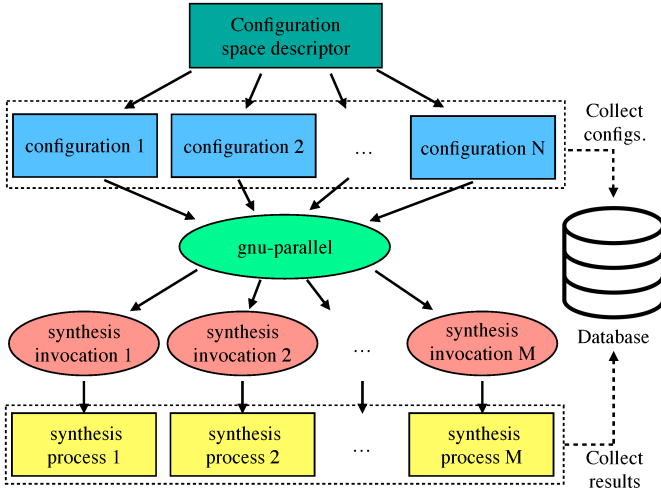 Configuration
space descriptor
Collect
configs.
configuration 1
configuration 2
...
configuration N
gnu-parallel
synthesis
invocation 1
synthesis
invocation 2
...
synthesis
invocation M
Database
synthesis
process 1
synthesis
process 2
...
synthesis
process M
Collect
results